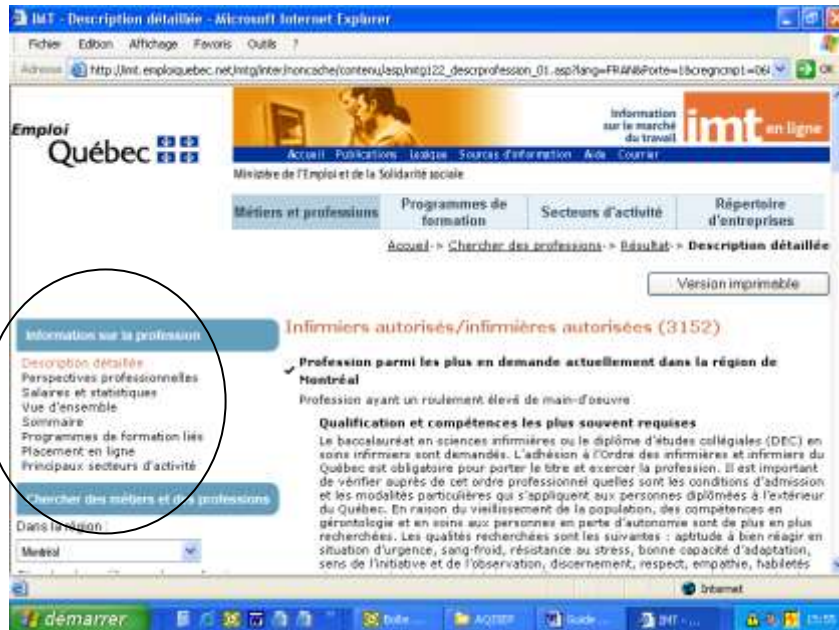 IMT - Description détaillée - Microsoft Internet Explorer
Fichier Edition Affichage Favoris Outils ?
Adresse
Emploi
Québec
Information
sur le marché
du travail
imt en ligne
Accueil Publications Lexique Sources d'information Aide Courrier
Ministère de l'Emploi et de la Solidarité sociale
Métiers et professions
Programmes de
formation
Secteurs d'activité
Répertoire
d'entreprises
Accueil > Chercher des professions > Résultat > Description détaillée
Version imprimable
Information sur la profession
Description détaillée
Perspectives professionnelles
Salaires et statistiques
Vue d'ensemble
Sommaire
Programmes de formation liés
Placement en ligne
Principaux secteurs d'activité
Chercher des métiers et des professions
Dans la région :
Montréal
Infirmiers autorisés/infirmières autorisées (3152)
Profession parmi les plus en demande actuellement dans la région de
Montréal
Profession ayant un roulement élevé de main-d'oeuvre
Qualification et compétences les plus souvent requises
Le baccalauréat en sciences infirmières ou le diplôme d'études collégiales (DEC) en
soins infirmiers sont demandés. L'adhésion à l'Ordre des infirmières et infirmiers du
Québec est obligatoire pour porter le titre et exercer la profession. Il est important
de vérifier auprès de cet ordre professionnel quelles sont les conditions d'admission
et les modalités particulières qui s'appliquent aux personnes diplômées à l'extérieur
du Québec. En raison du vieillissement de la population, des compétences en
gérontologie et en soins aux personnes en perte d'autonomie sont de plus en plus
recherchées. Les qualités recherchées sont les suivantes : aptitude à bien réagir en
situation d'urgence, sang-froid, résistance au stress, bonne capacité d'adaptation,
sens de l'initiative et de l'observation, discernement, respect, empathie, habiletés
Internet
démarrer
Boîte ...
Guide ...
IMT - ...